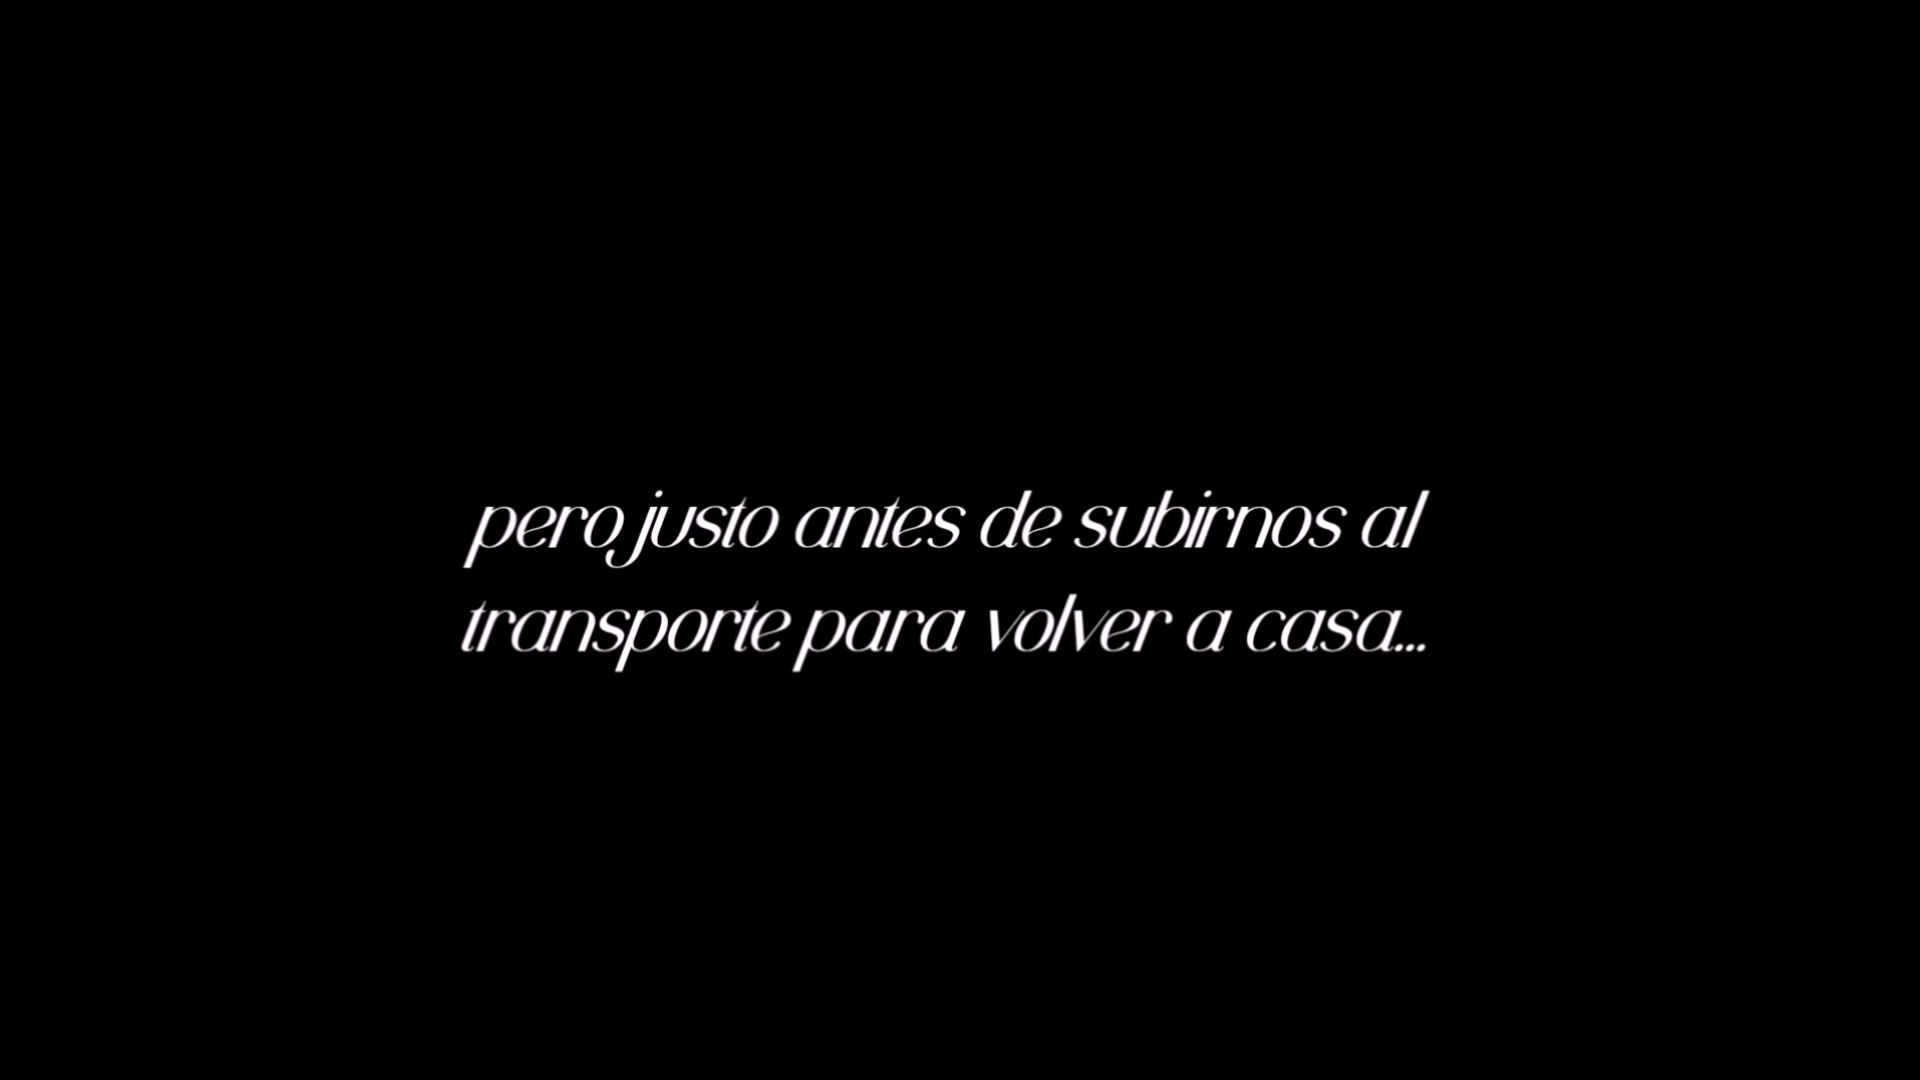 pero justo antes de subirnos al
transporte para volver a casa...